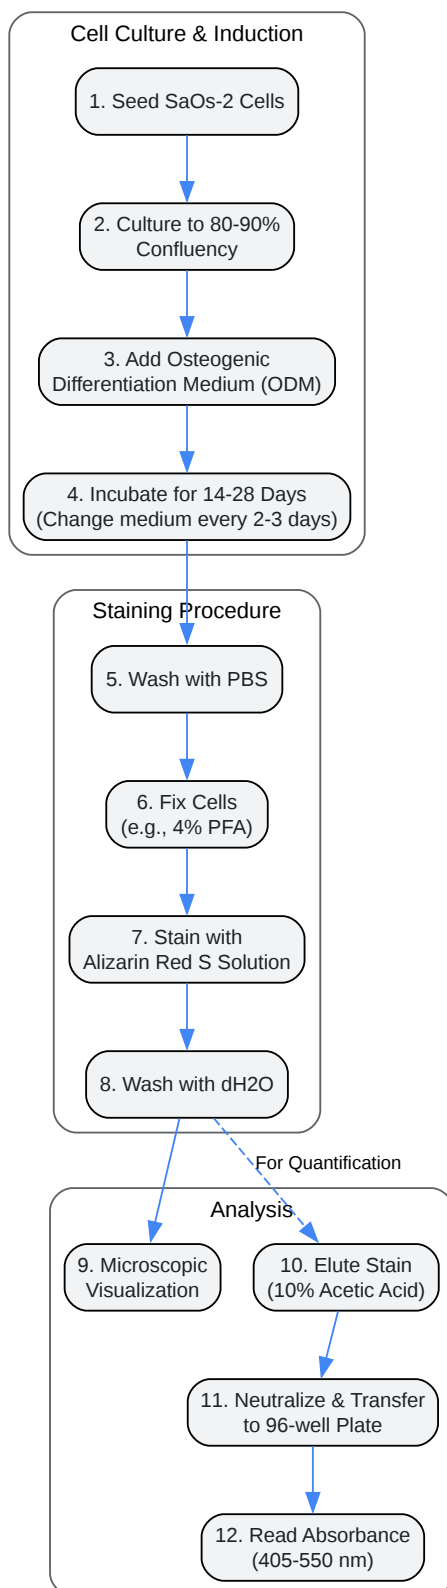 Cell Culture & Induction
1. Seed SaOs-2 Cells
2. Culture to 80-90%
Confluency
3. Add Osteogenic
Differentiation Medium (ODM)
4. Incubate for 14-28 Days
(Change medium every 2-3 days)
Staining Procedure
5. Wash with PBS
6. Fix Cells
(e.g., 4% PFA)
7. Stain with
Alizarin Red S Solution
8. Wash with dH2O
For Quantification
Analysis
9. Microscopic
Visualization
10. Elute Stain
(10% Acetic Acid)
11. Neutralize & Transfer
to 96-well Plate
12. Read Absorbance
(405-550 nm)